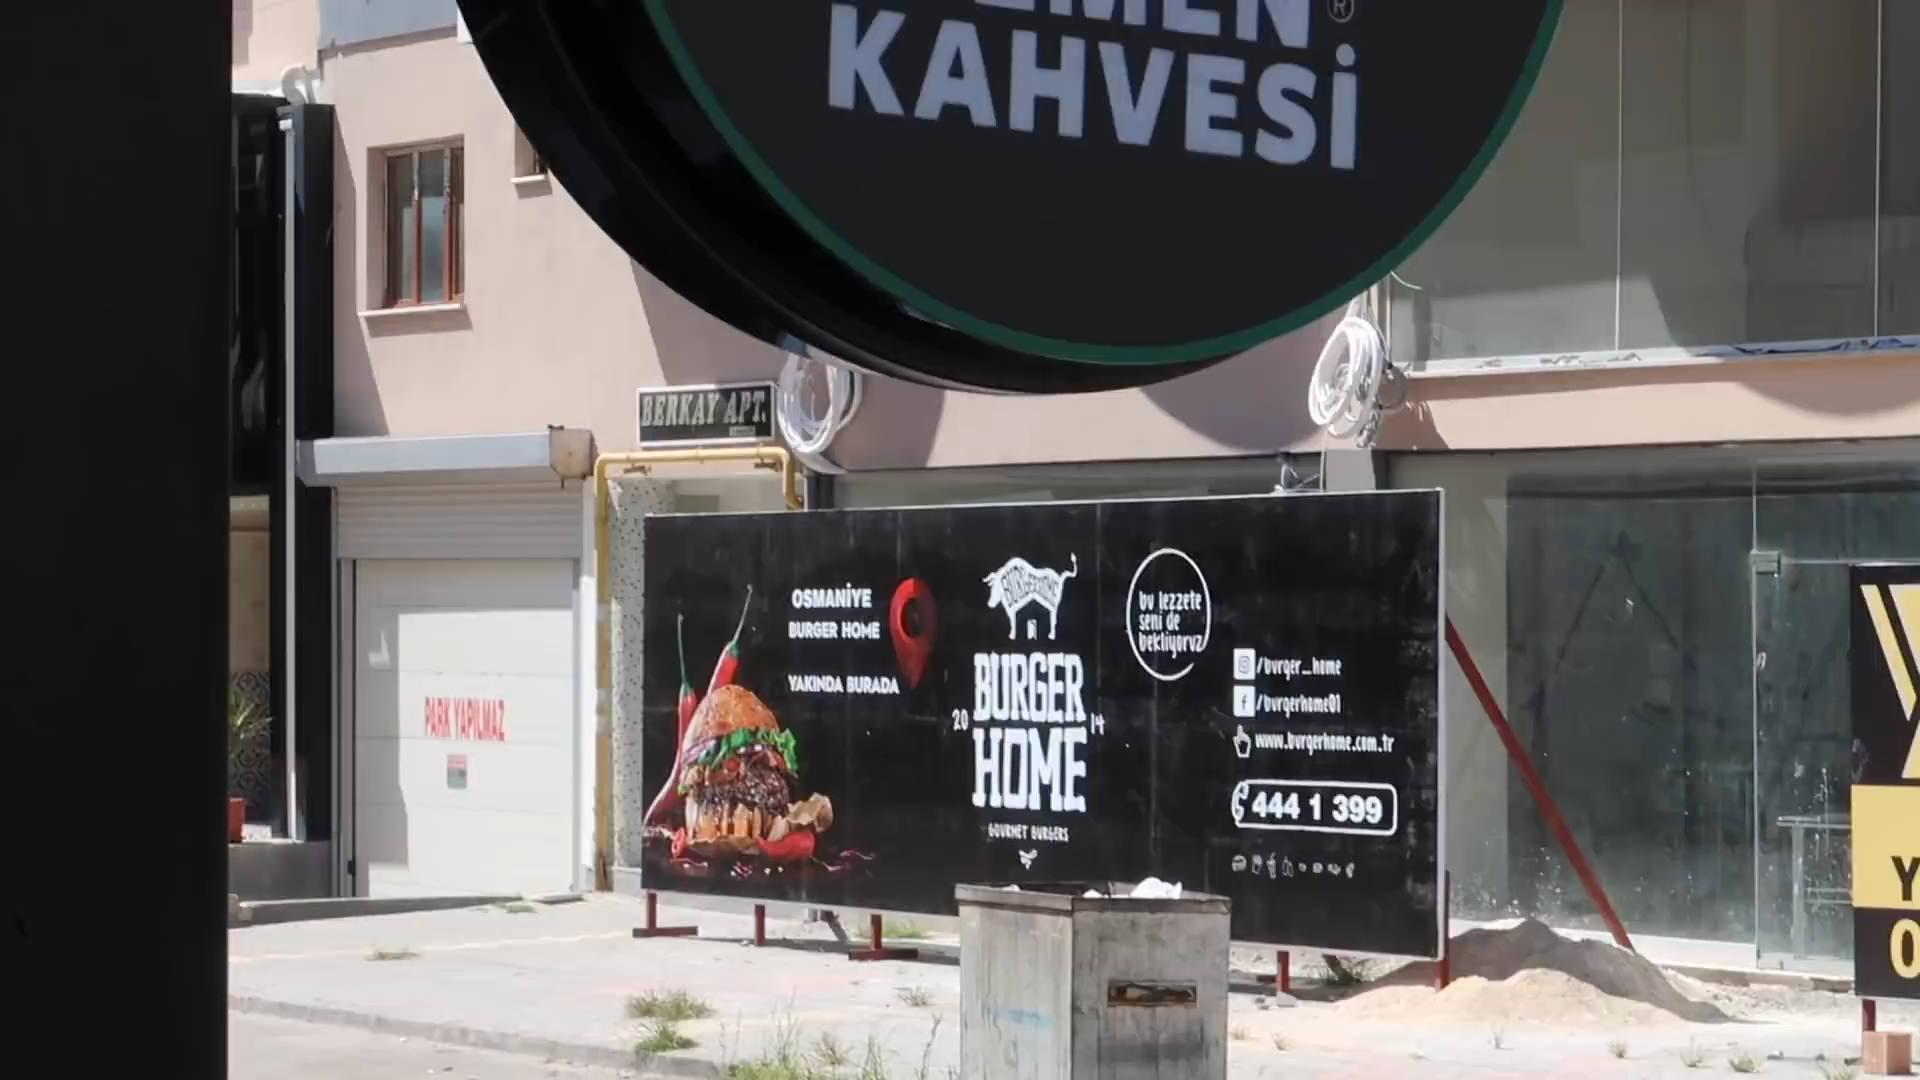 KAHVESİ
BERKAY APT.
PARK YAPILMAZ
OSMANİYE
BURGER HOME
YAKINDA BURADA
BURGERHOME
20 BURGER 14
HOME
GOURMET BURGERS
bu lezzete
seni de
bekliyoruz
/burger_home
/burgerhome01
www.burgerhome.com.tr
444 1 399